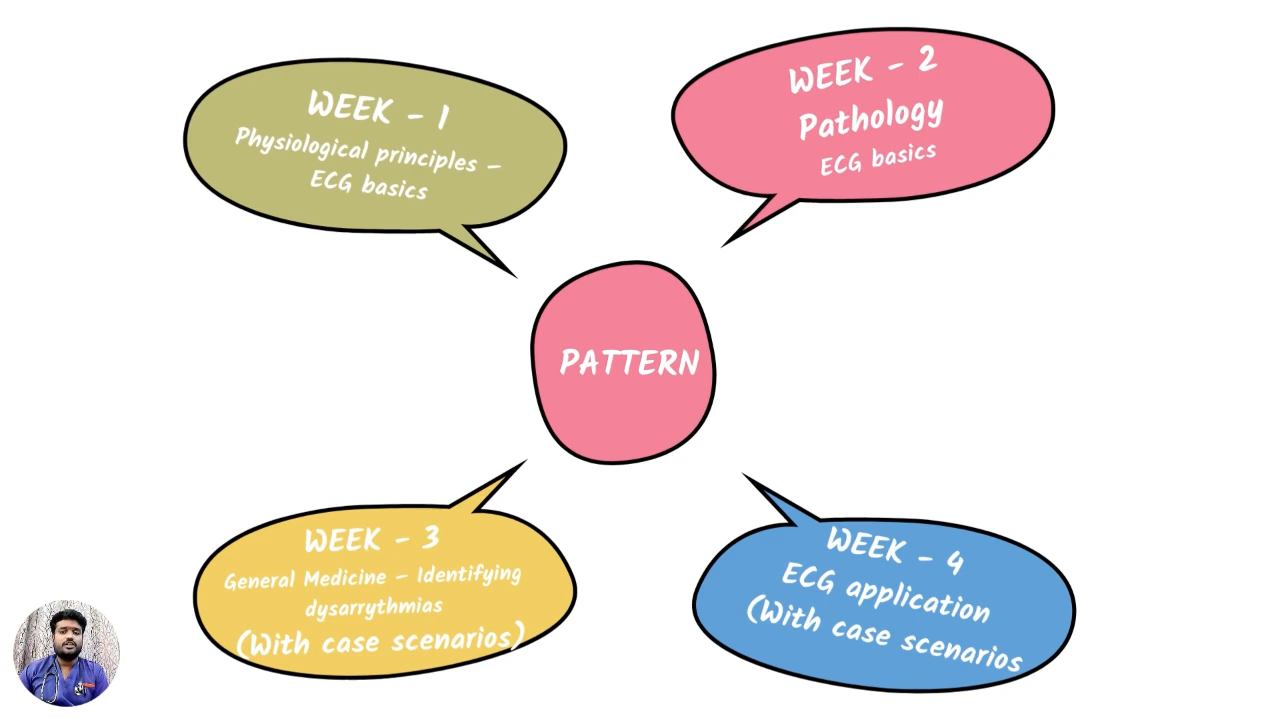 WEEK - 1
Physiological principles -
ECG basics
WEEK - 2
Pathology
ECG basics
PATTERN
WEEK - 3
General Medicine - Identifying
dysarrythmias
(With case scenarios)
WEEK - 4
ECG application
(With case scenarios